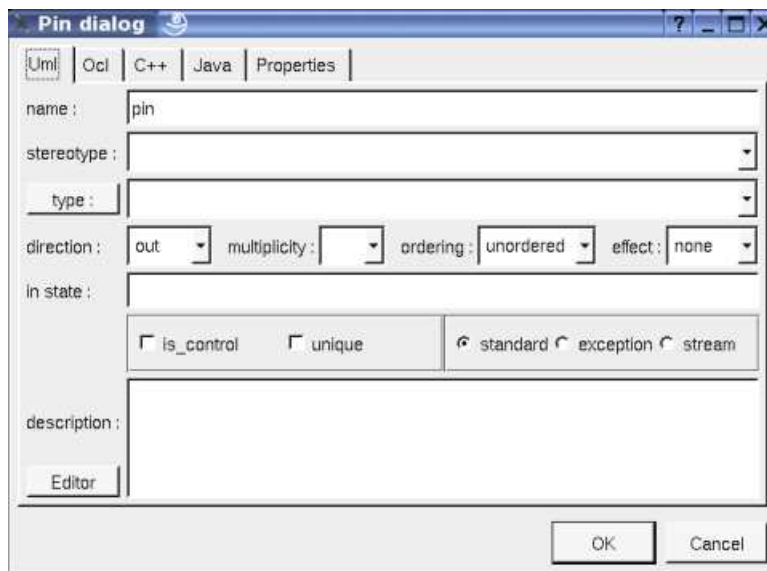 Pin dialog ?
Uml Ocl C++ Java Properties
name : pin
stereotype :
type :
direction : out multiplicity : ordering : unordered effect : none
in state :
is_control unique standard exception stream
description :
Editor
OK Cancel